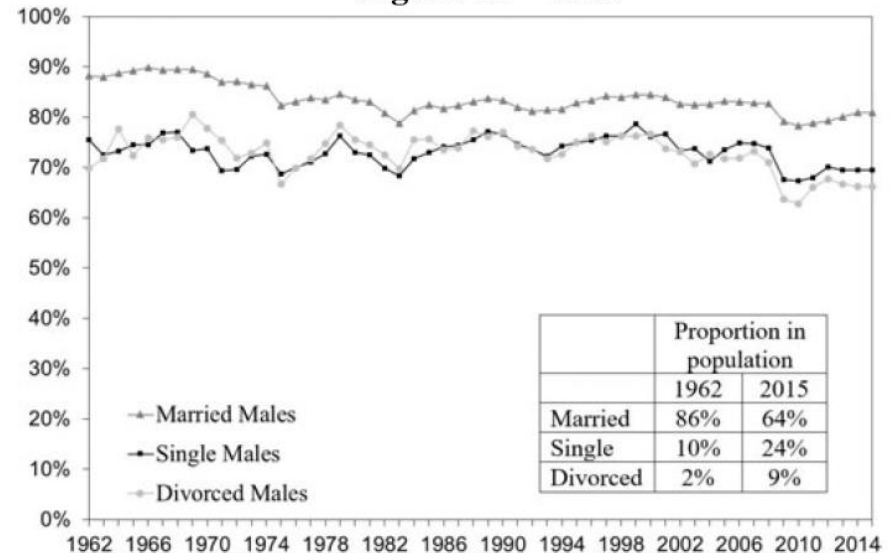 100%
90%
80%
70%
60%
50%
40%
30%
20%
10%
0%
Married Males
Single Males
Divorced Males
Proportion in
population
1962 2015
Married 86% 64%
Single 10% 24%
Divorced 2% 9%
1962 1966 1970 1974 1978 1982 1986 1990 1994 1998 2002 2006 2010 2014